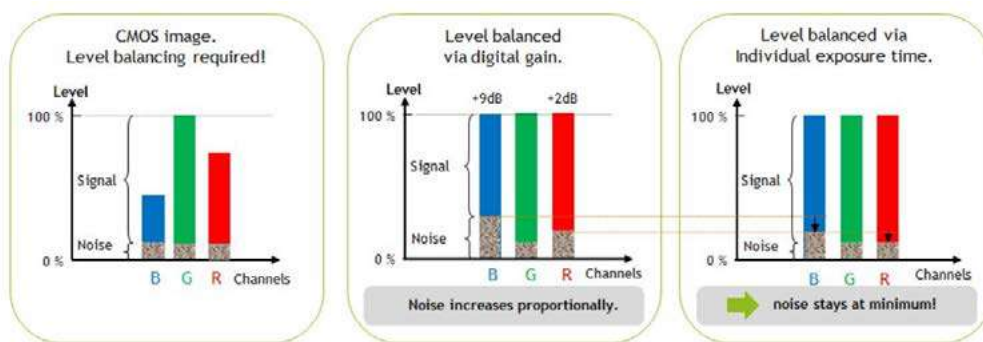 CMOS image.
Level balancing required!
Level
100 %
Signal
Noise
0 %
B G R Channels
Level balanced
via digital gain.
Level
+9dB +2dB
100 %
Signal
Noise
0 %
B G R Channels
Noise increases proportionally.
Level balanced via
Individual exposure time.
Level
100 %
Signal
Noise
0 %
B G R Channels
noise stays at minimum!